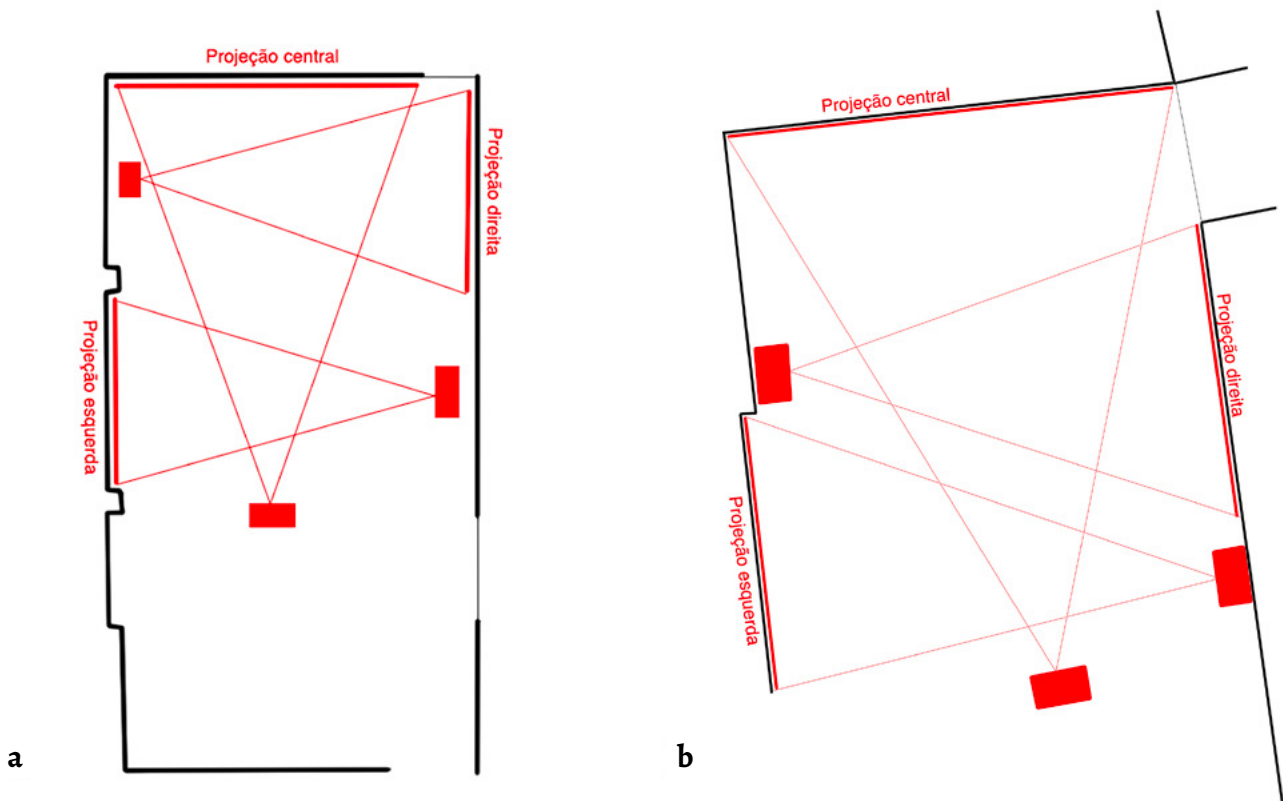 Projeção central
Projeção direita
Projeção esquerda
a
Projeção central
Projeção direita
Projeção esquerda
b